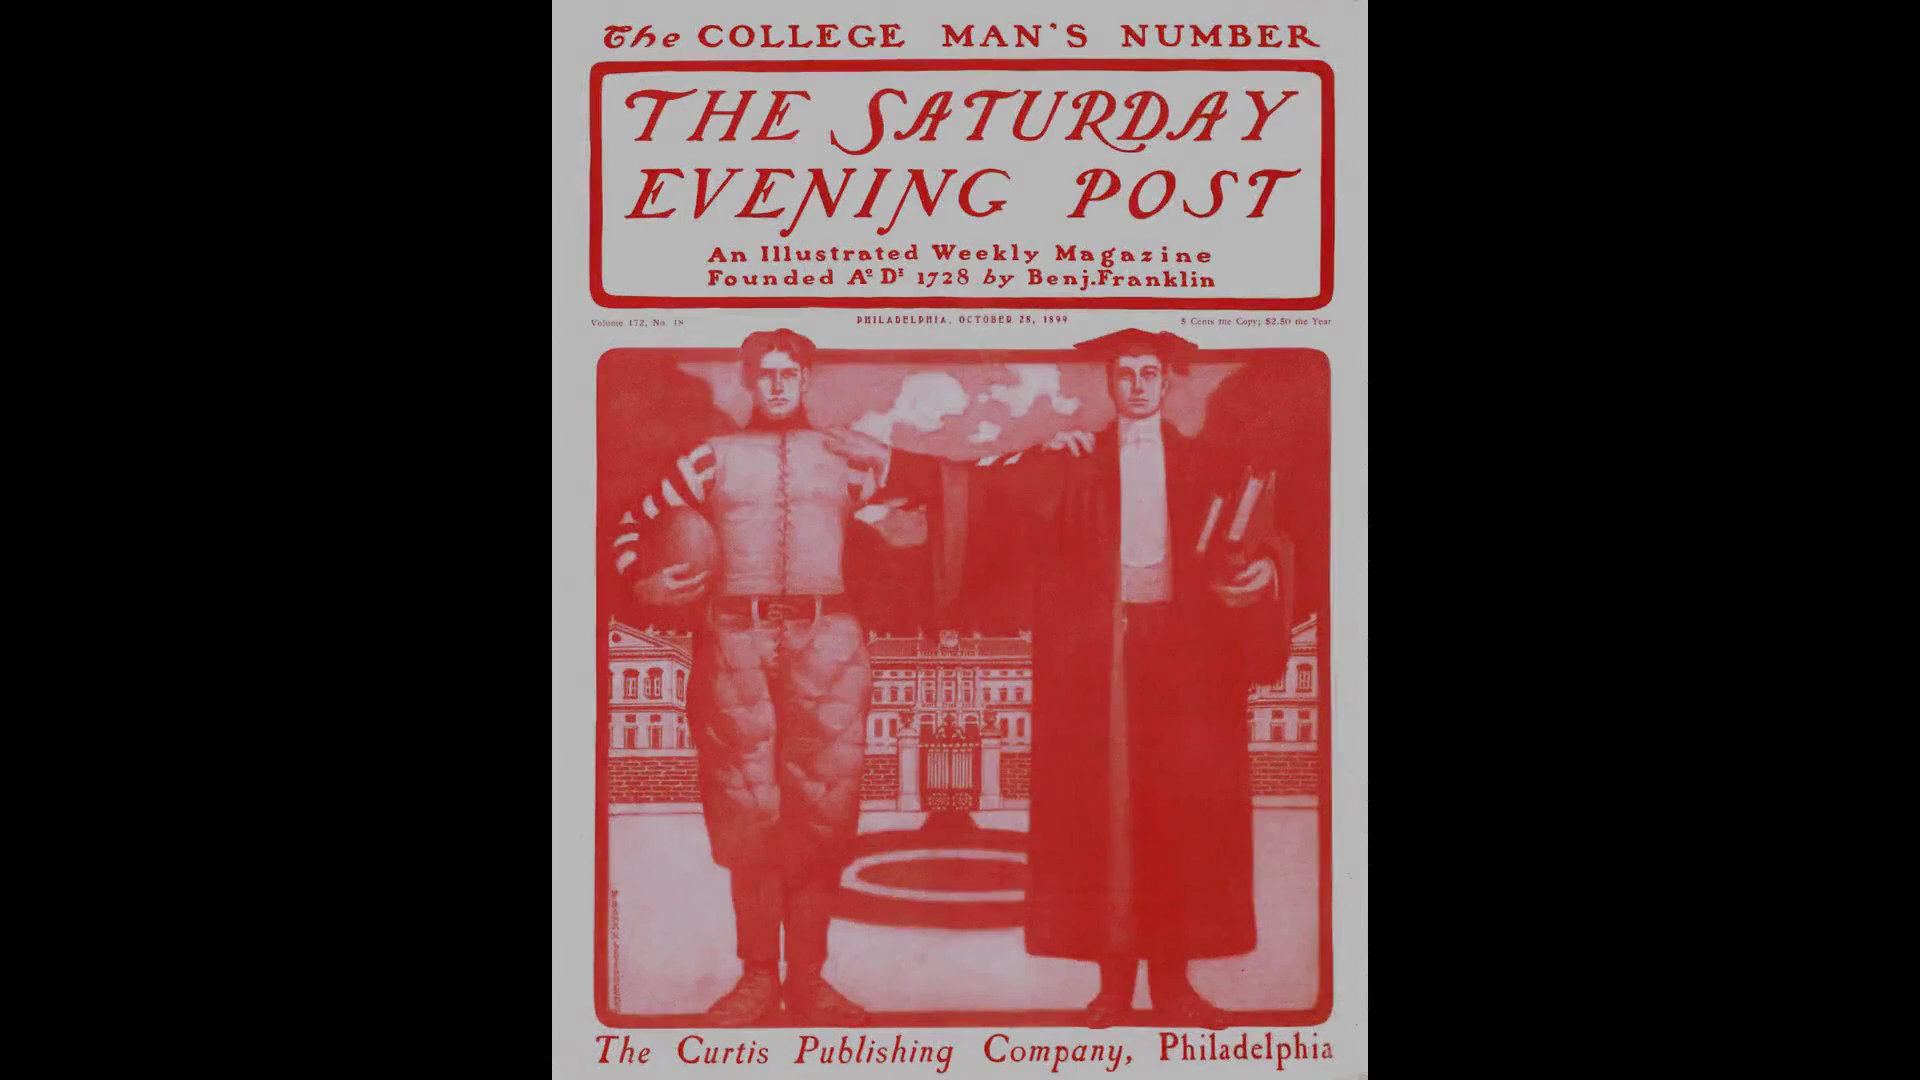 The COLLEGE MAN'S NUMBER
THE SATURDAY
EVENING POST
An Illustrated Weekly Magazine
Founded Aº Dⁱ 1728 by Benj.Franklin
Volume 172, No. 18
PHILADELPHIA, OCTOBER 28, 1899
5 Cents the Copy; $2.50 the Year
The Curtis Publishing Company, Philadelphia